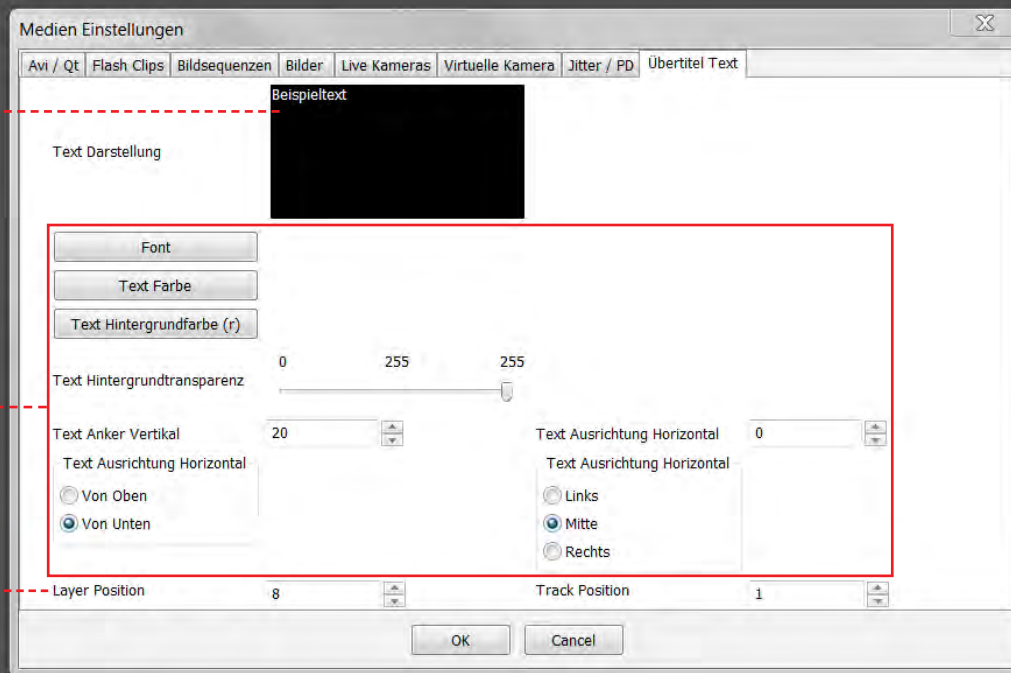 Medien Einstellungen
Avi / Qt Flash Clips Bildsequenzen Bilder Live Kameras Virtuelle Kamera Jitter / PD Übertitel Text
Beispieltext
Text Darstellung
Font
Text Farbe
Text Hintergrundfarbe (r)
0 255 255
Text Hintergrundtransparenz
Text Anker Vertikal 20 Text Ausrichtung Horizontal 0
Text Ausrichtung Horizontal Text Ausrichtung Horizontal
Von Oben Links
Von Unten Mitte
Rechts
Layer Position 8 Track Position 1
OK Cancel